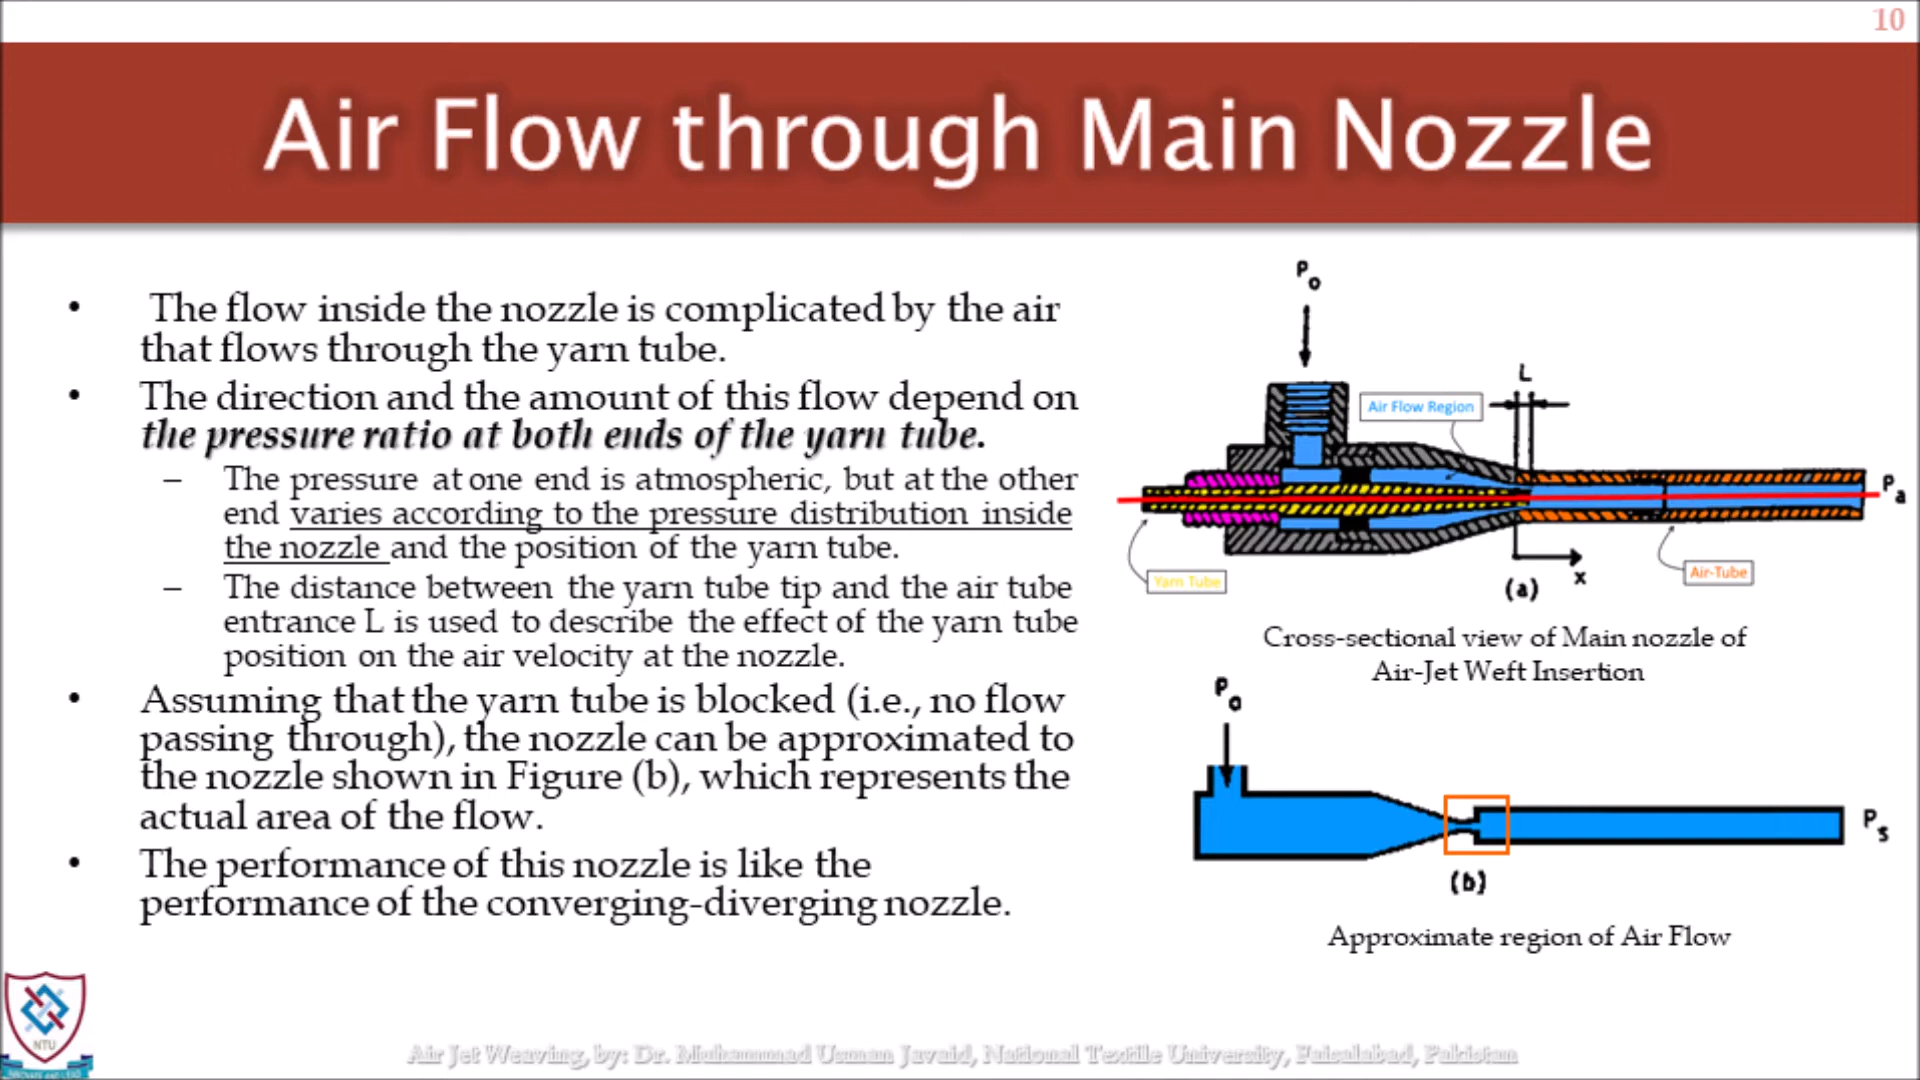 10
Air Flow through Main Nozzle
• The flow inside the nozzle is complicated by the air
that flows through the yarn tube.
• The direction and the amount of this flow depend on
the pressure ratio at both ends of the yarn tube.
– The pressure at one end is atmospheric, but at the other
end varies according to the pressure distribution inside
the nozzle and the position of the yarn tube.
– The distance between the yarn tube tip and the air tube
entrance L is used to describe the effect of the yarn tube
position on the air velocity at the nozzle.
• Assuming that the yarn tube is blocked (i.e., no flow
passing through), the nozzle can be approximated to
the nozzle shown in Figure (b), which represents the
actual area of the flow.
• The performance of this nozzle is like the
performance of the converging-diverging nozzle.
Po
L
Air Flow Region
Pa
Yarn Tube
Air-Tube
x
(a)
Cross-sectional view of Main nozzle of
Air-Jet Weft Insertion
Po
Ps
(b)
Approximate region of Air Flow
NTU
Air Jet Weaving, by: Dr. Muhammad Usman Javaid, National Textile University, Faisalabad, Pakistan